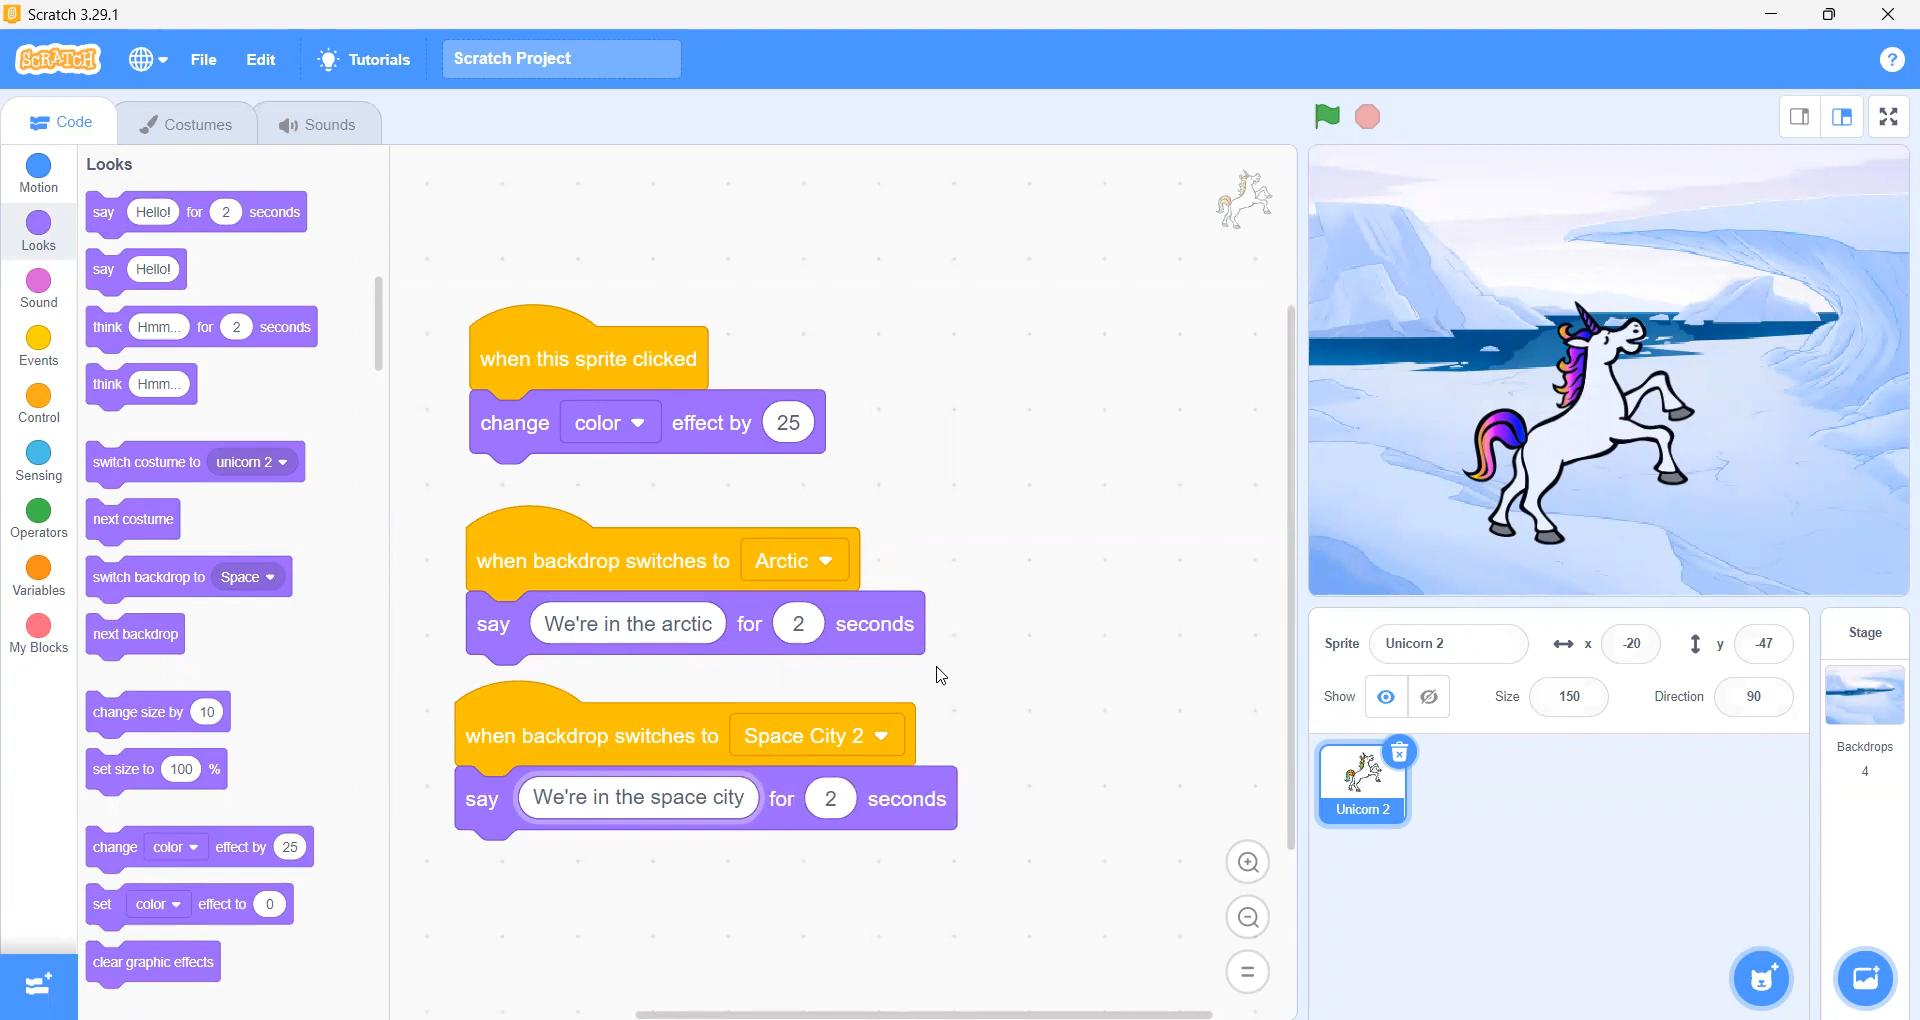 Scratch 3.29.1
SCRATCH File Edit Tutorials Scratch Project ?
Code Costumes Sounds
Motion
Looks
Sound
Events
Control
Sensing
Operators
Variables
My Blocks
Looks
say Hello! for 2 seconds
say Hello!
think Hmm... for 2 seconds
think Hmm...
switch costume to unicorn 2
next costume
switch backdrop to Space
next backdrop
change size by 10
set size to 100 %
change color effect by 25
set color effect to 0
clear graphic effects
when this sprite clicked
change color effect by 25
when backdrop switches to Arctic
say We're in the arctic for 2 seconds
when backdrop switches to Space City 2
say We're in the space city for 2 seconds
Sprite Unicorn 2 x -20 y -47
Show Size 150 Direction 90
Unicorn 2
Stage
Backdrops
4